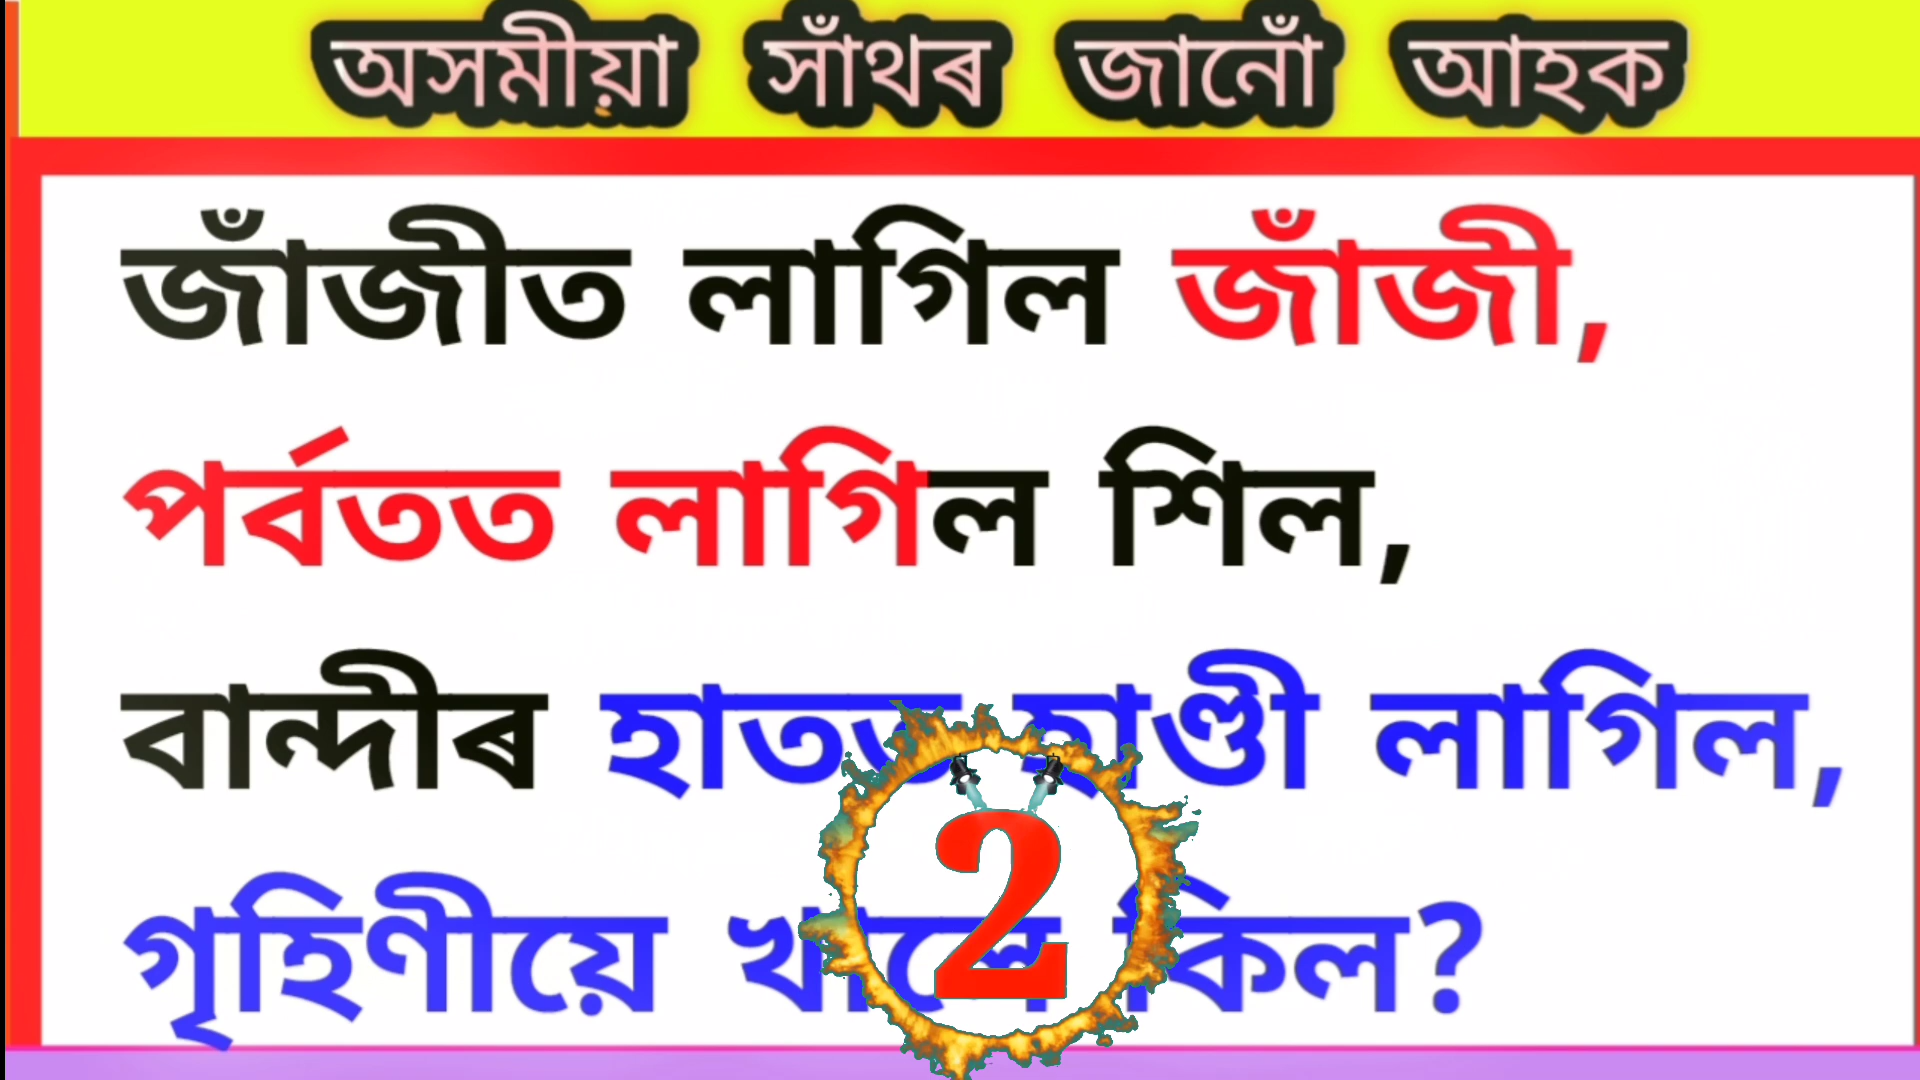 অসমীয়া সাঁথৰ জানোঁ আহক
জাঁজীত লাগিল জাঁজী,
পৰ্বতত লাগিল শিল,
বান্দীৰ হাতত হাণ্ডী লাগিল,
গৃহিণীয়ে খালে কিল?
2